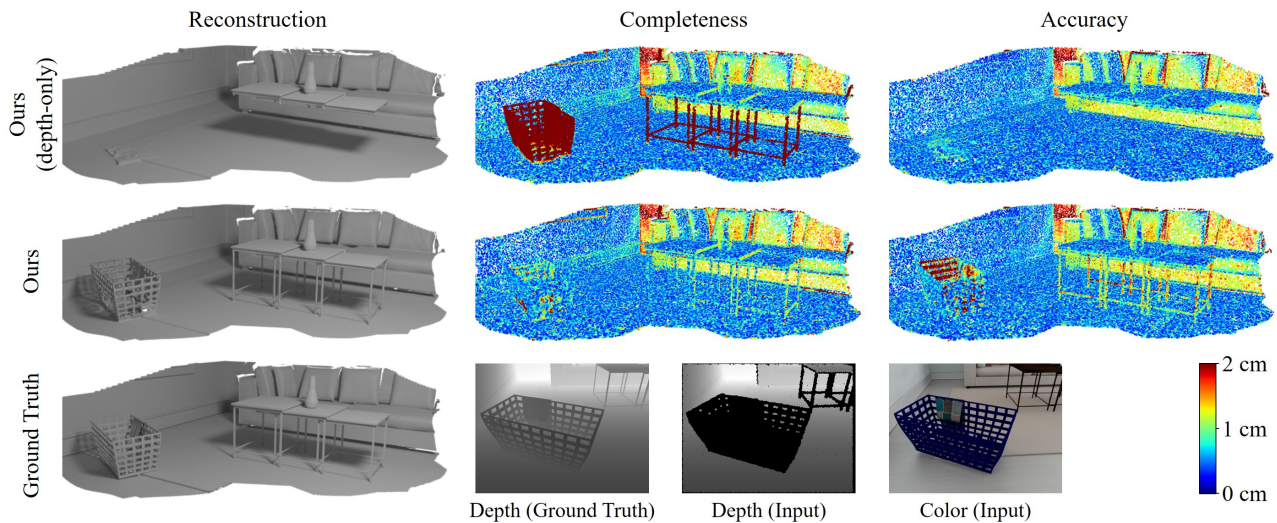 Reconstruction
Completeness
Accuracy
Ours
(depth-only)
Ours
Ground Truth
2 cm
1 cm
0 cm
Depth (Ground Truth)
Depth (Input)
Color (Input)